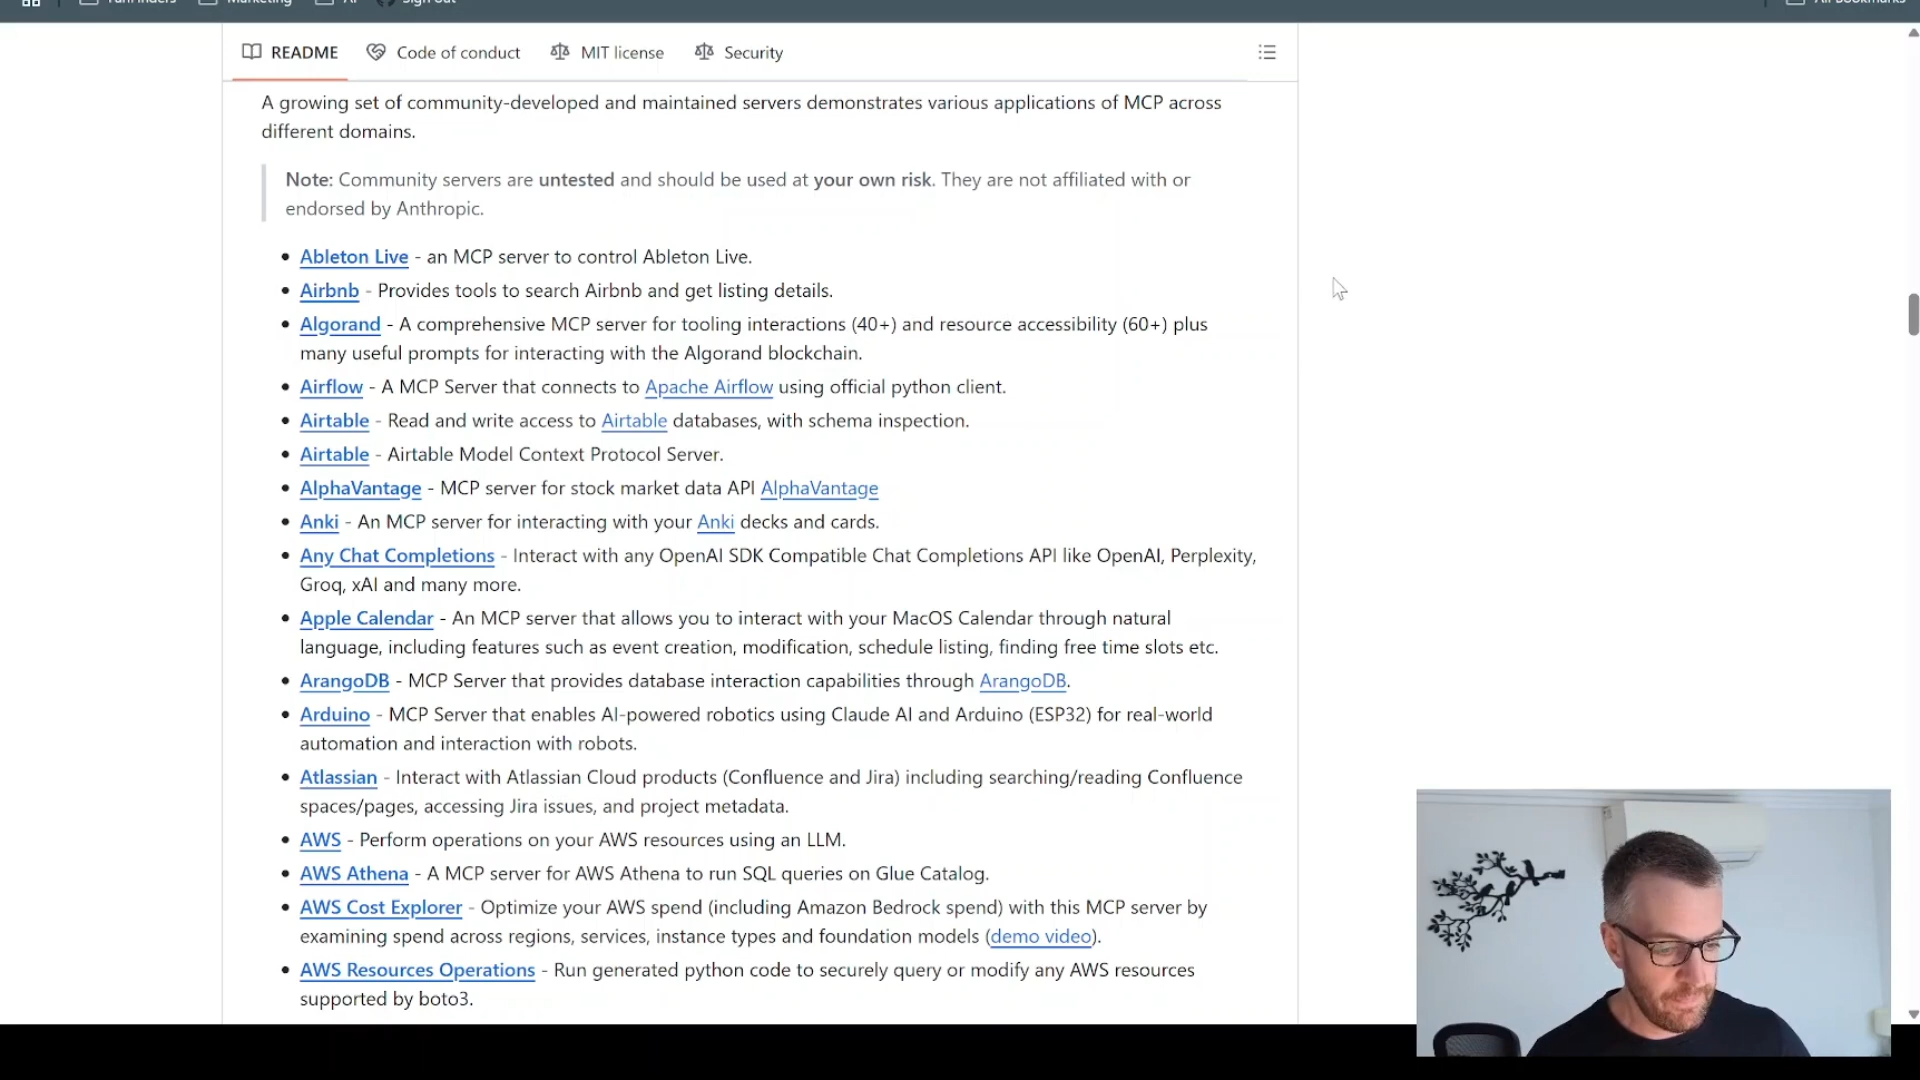 README Code of conduct MIT license Security
A growing set of community-developed and maintained servers demonstrates various applications of MCP across
different domains.
Note: Community servers are untested and should be used at your own risk. They are not affiliated with or
endorsed by Anthropic.
Ableton Live - an MCP server to control Ableton Live.
Airbnb - Provides tools to search Airbnb and get listing details.
Algorand - A comprehensive MCP server for tooling interactions (40+) and resource accessibility (60+) plus
many useful prompts for interacting with the Algorand blockchain.
Airflow - A MCP Server that connects to Apache Airflow using official python client.
Airtable - Read and write access to Airtable databases, with schema inspection.
Airtable - Airtable Model Context Protocol Server.
AlphaVantage - MCP server for stock market data API AlphaVantage
Anki - An MCP server for interacting with your Anki decks and cards.
Any Chat Completions - Interact with any OpenAI SDK Compatible Chat Completions API like OpenAI, Perplexity,
Groq, xAI and many more.
Apple Calendar - An MCP server that allows you to interact with your MacOS Calendar through natural
language, including features such as event creation, modification, schedule listing, finding free time slots etc.
ArangoDB - MCP Server that provides database interaction capabilities through ArangoDB.
Arduino - MCP Server that enables AI-powered robotics using Claude AI and Arduino (ESP32) for real-world
automation and interaction with robots.
Atlassian - Interact with Atlassian Cloud products (Confluence and Jira) including searching/reading Confluence
spaces/pages, accessing Jira issues, and project metadata.
AWS - Perform operations on your AWS resources using an LLM.
AWS Athena - A MCP server for AWS Athena to run SQL queries on Glue Catalog.
AWS Cost Explorer - Optimize your AWS spend (including Amazon Bedrock spend) with this MCP server by
examining spend across regions, services, instance types and foundation models (demo video).
AWS Resources Operations - Run generated python code to securely query or modify any AWS resources
supported by boto3.